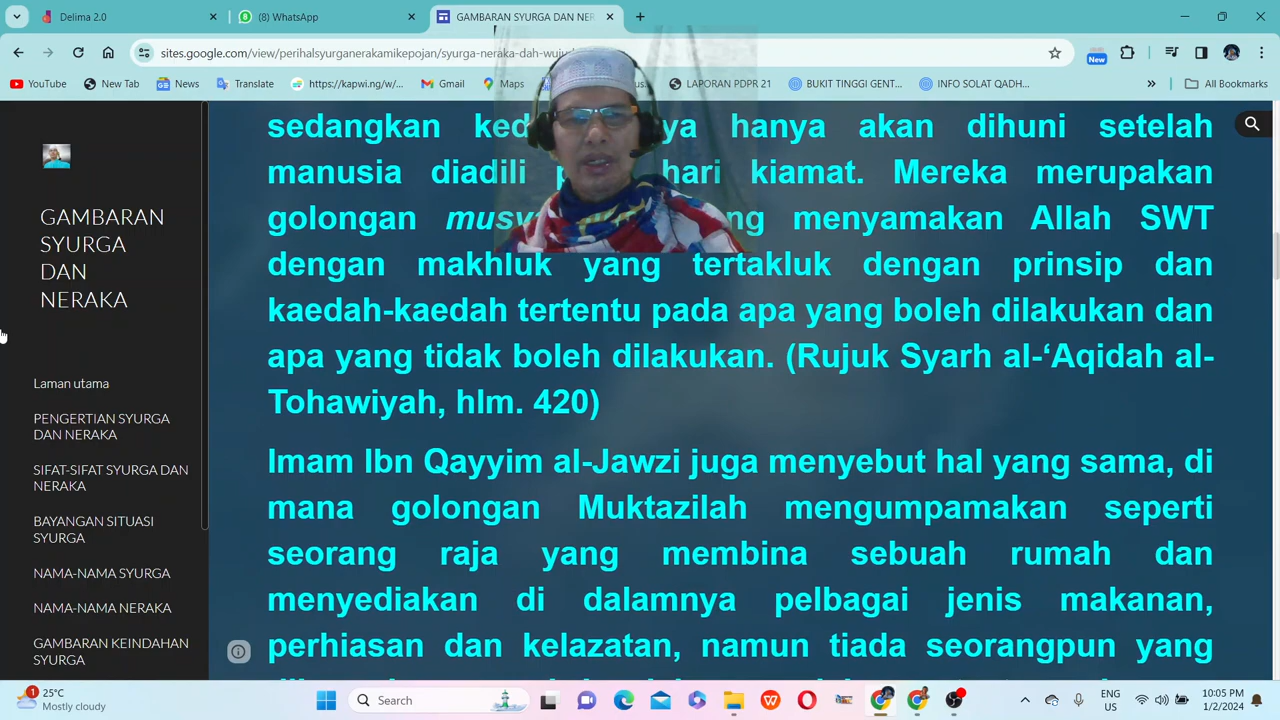 Delima 2.0
(8) WhatsApp
GAMBARAN SYURGA DAN NER
sites.google.com/view/perihalsyurganerakamikepojan/syurga-neraka-dah-wuju
New
YouTube
New Tab
News
Translate
https://kapwi.ng/w/...
Gmail
Maps
LAPORAN PDPR 21
BUKIT TINGGI GENT...
INFO SOLAT QADH...
»
All Bookmarks
GAMBARAN
SYURGA
DAN
NERAKA
Laman utama
PENGERTIAN SYURGA
DAN NERAKA
SIFAT-SIFAT SYURGA DAN
NERAKA
BAYANGAN SITUASI
SYURGA
NAMA-NAMA SYURGA
NAMA-NAMA NERAKA
GAMBARAN KEINDAHAN
SYURGA
sedangkan hanya akan dihuni setelah
manusia diadili hari kiamat. Mereka merupakan
golongan menyamakan Allah SWT
dengan makhluk yang tertakluk dengan prinsip dan
kaedah-kaedah tertentu pada apa yang boleh dilakukan dan
apa yang tidak boleh dilakukan. (Rujuk Syarh al-‘Aqidah al-
Tohawiyah, hlm. 420)
Imam Ibn Qayyim al-Jawzi juga menyebut hal yang sama, di
mana golongan Muktazilah mengumpamakan seperti
seorang raja yang membina sebuah rumah dan
menyediakan di dalamnya pelbagai jenis makanan,
perhiasan dan kelazatan, namun tiada seorangpun yang
1
25°C
Mostly cloudy
Search
ENG
US
10:05 PM
1/2/2024